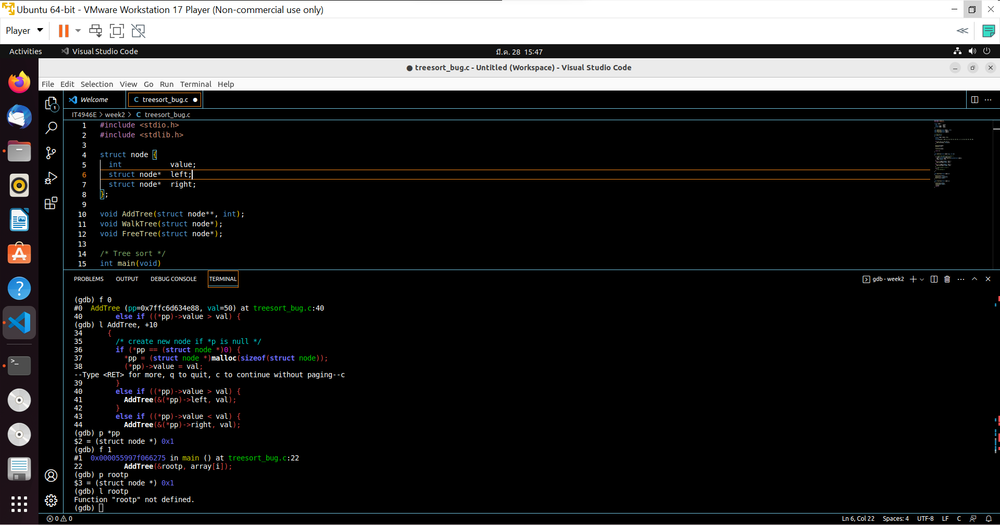 Ubuntu 64-bit - VMware Workstation 17 Player (Non-commercial use only)
Player
Activities Visual Studio Code มี.ค. 28 15:47
● treesort_bug.c - Untitled (Workspace) - Visual Studio Code
File Edit Selection View Go Run Terminal Help
1
Welcome C treesort_bug.c ●
IT4946E > week2 > C treesort_bug.c
1 #include <stdio.h>
2 #include <stdlib.h>
3
4 struct node {
5 int value;
6 struct node* left;
7 struct node* right;
8 };
9
10 void AddTree(struct node**, int);
11 void WalkTree(struct node*);
12 void FreeTree(struct node*);
13
14 /* Tree sort */
15 int main(void)
PROBLEMS OUTPUT DEBUG CONSOLE TERMINAL gdb - week2
(gdb) f 0
#0 AddTree (pp=0x7ffc6d634e88, val=50) at treesort_bug.c:40
40 else if ((*pp)->value > val) {
(gdb) l AddTree, +10
34 {
35 /* create new node if *p is null */
36 if (*pp == (struct node *)0) {
37 *pp = (struct node *)malloc(sizeof(struct node));
38 (*pp)->value = val;
--Type <RET> for more, q to quit, c to continue without paging--c
39 }
40 else if ((*pp)->value > val) {
41 AddTree(&(*pp)->left, val);
42 }
43 else if ((*pp)->value < val) {
44 AddTree(&(*pp)->right, val);
(gdb) p *pp
$2 = (struct node *) 0x1
(gdb) f 1
#1 0x000055997f066275 in main () at treesort_bug.c:22
22 AddTree(&rootp, array[i]);
(gdb) p rootp
$3 = (struct node *) 0x1
(gdb) l rootp
Function "rootp" not defined.
(gdb)
0 0 Ln 6, Col 22 Spaces: 4 UTF-8 LF C